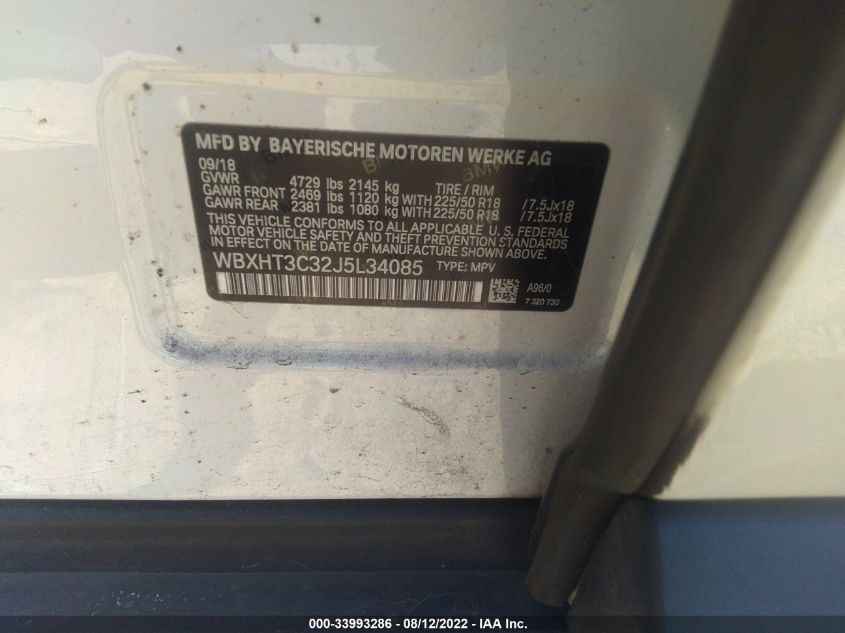 MFD BY BAYERISCHE MOTOREN WERKE AG
09/18
GVWR 4729 lbs 2145 kg TIRE / RIM
GAWR FRONT 2469 lbs 1120 kg WITH 225/50 R18 / 7.5Jx18
GAWR REAR 2381 lbs 1080 kg WITH 225/50 R18 / 7.5Jx18
THIS VEHICLE CONFORMS TO ALL APPLICABLE U. S. FEDERAL
MOTOR VEHICLE SAFETY AND THEFT PREVENTION STANDARDS
IN EFFECT ON THE DATE OF MANUFACTURE SHOWN ABOVE.
WBXHT3C32J5L34085 TYPE: MPV
A96/0
7 320 730
000-33993286 - 08/12/2022 - IAA Inc.